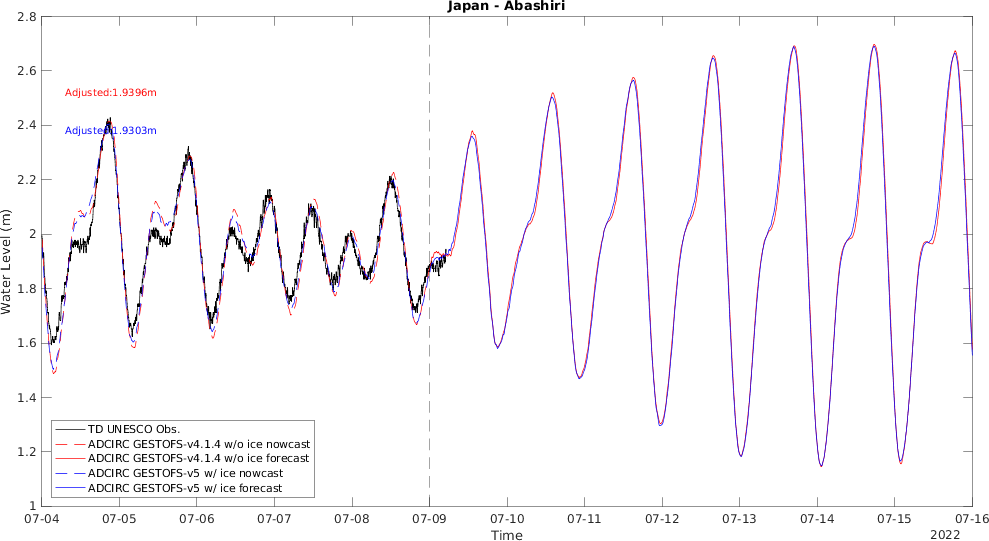 Japan - Abashiri
2.8
2.6
2.4
2.2
2
1.8
1.6
1.4
1.2
1
Water Level (m)
Adjusted:1.9396m
Adjusted:1.9303m
TD UNESCO Obs.
ADCIRC GESTOFS-v4.1.4 w/o ice nowcast
ADCIRC GESTOFS-v4.1.4 w/o ice forecast
ADCIRC GESTOFS-v5 w/ ice nowcast
ADCIRC GESTOFS-v5 w/ ice forecast
07-04 07-05 07-06 07-07 07-08 07-09 07-10 07-11 07-12 07-13 07-14 07-15 07-16
Time
2022